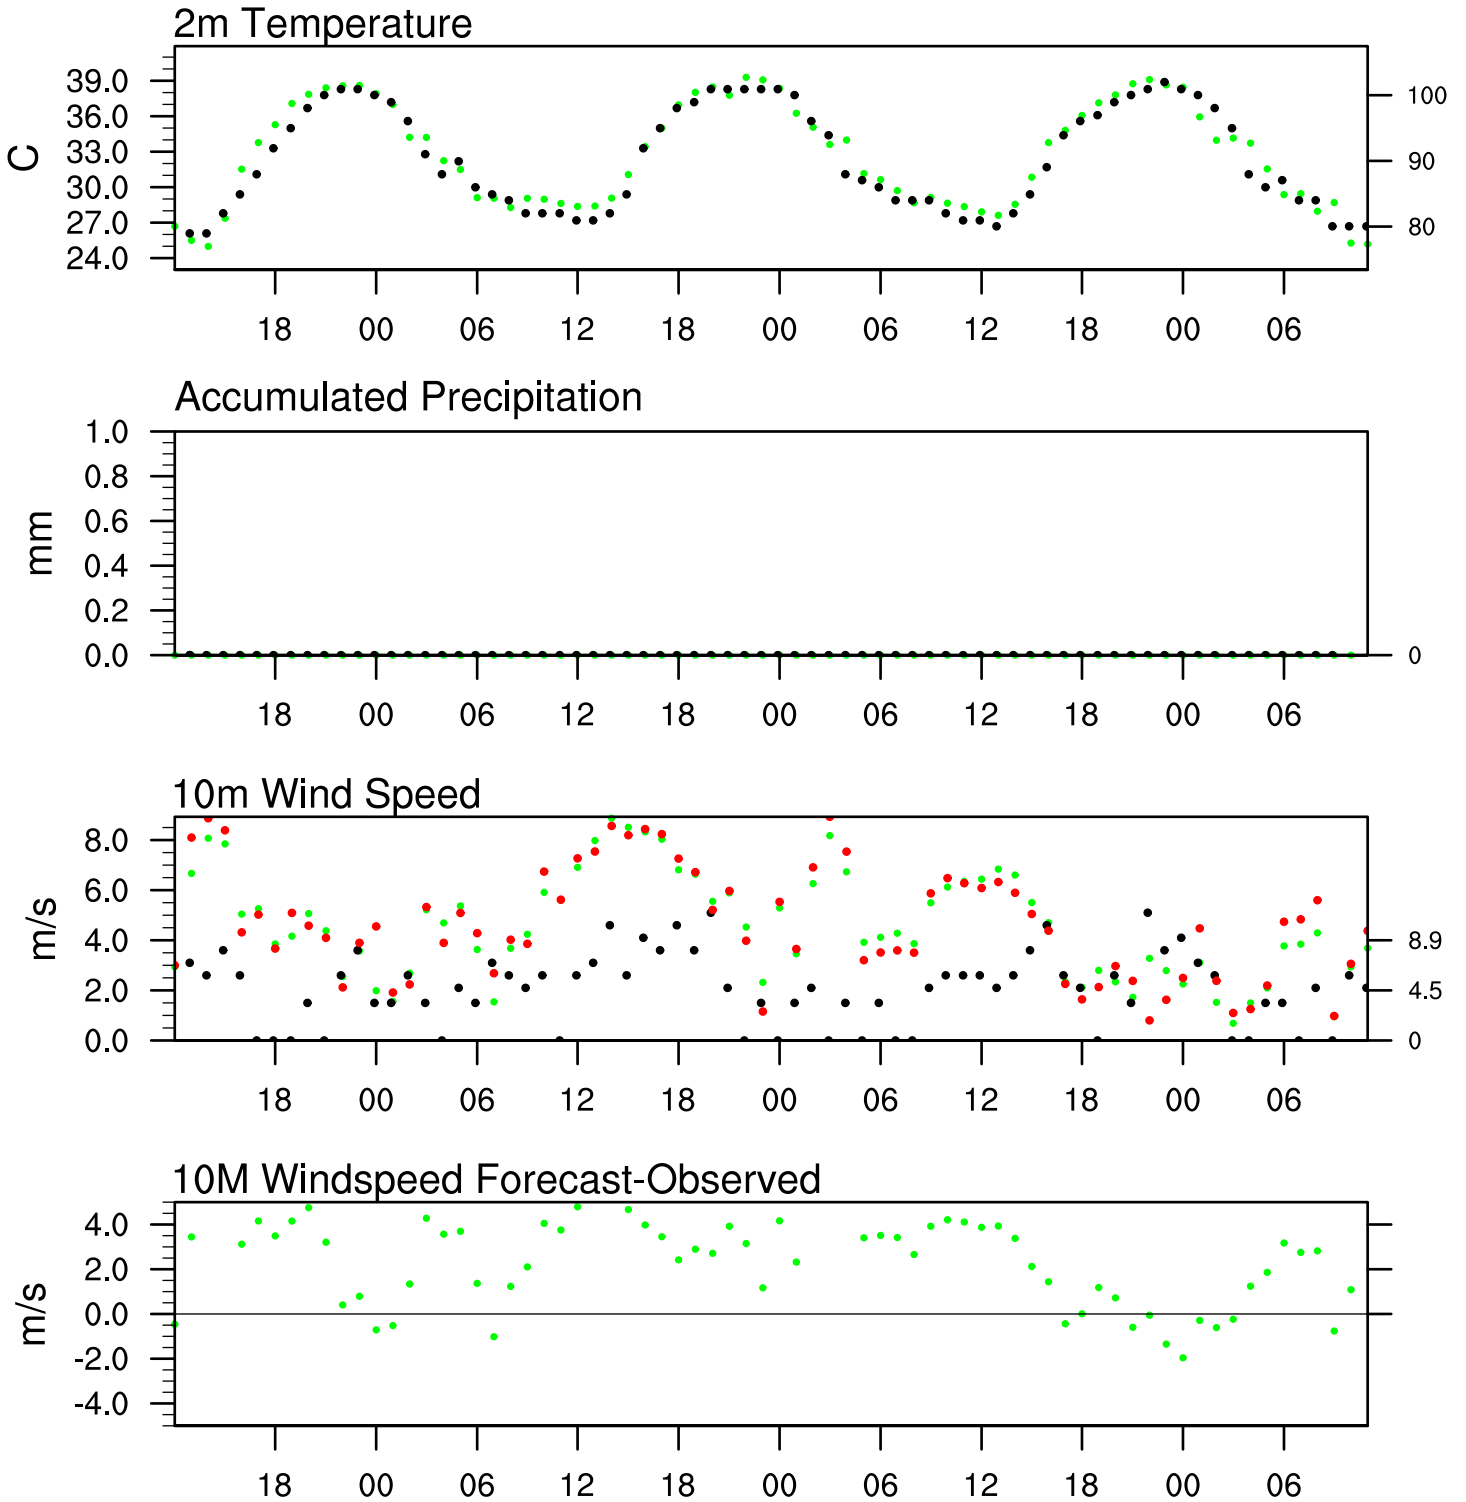 2m Temperature
39.0
36.0
33.0
30.0
27.0
24.0
C
100
90
80
18 00 06 12 18 00 06 12 18 00 06
Accumulated Precipitation
1.0
0.8
0.6
0.4
0.2
0.0
mm
0
18 00 06 12 18 00 06 12 18 00 06
10m Wind Speed
8.0
6.0
4.0
2.0
0.0
m/s
8.9
4.5
0
18 00 06 12 18 00 06 12 18 00 06
10M Windspeed Forecast-Observed
4.0
2.0
0.0
-2.0
-4.0
m/s
18 00 06 12 18 00 06 12 18 00 06